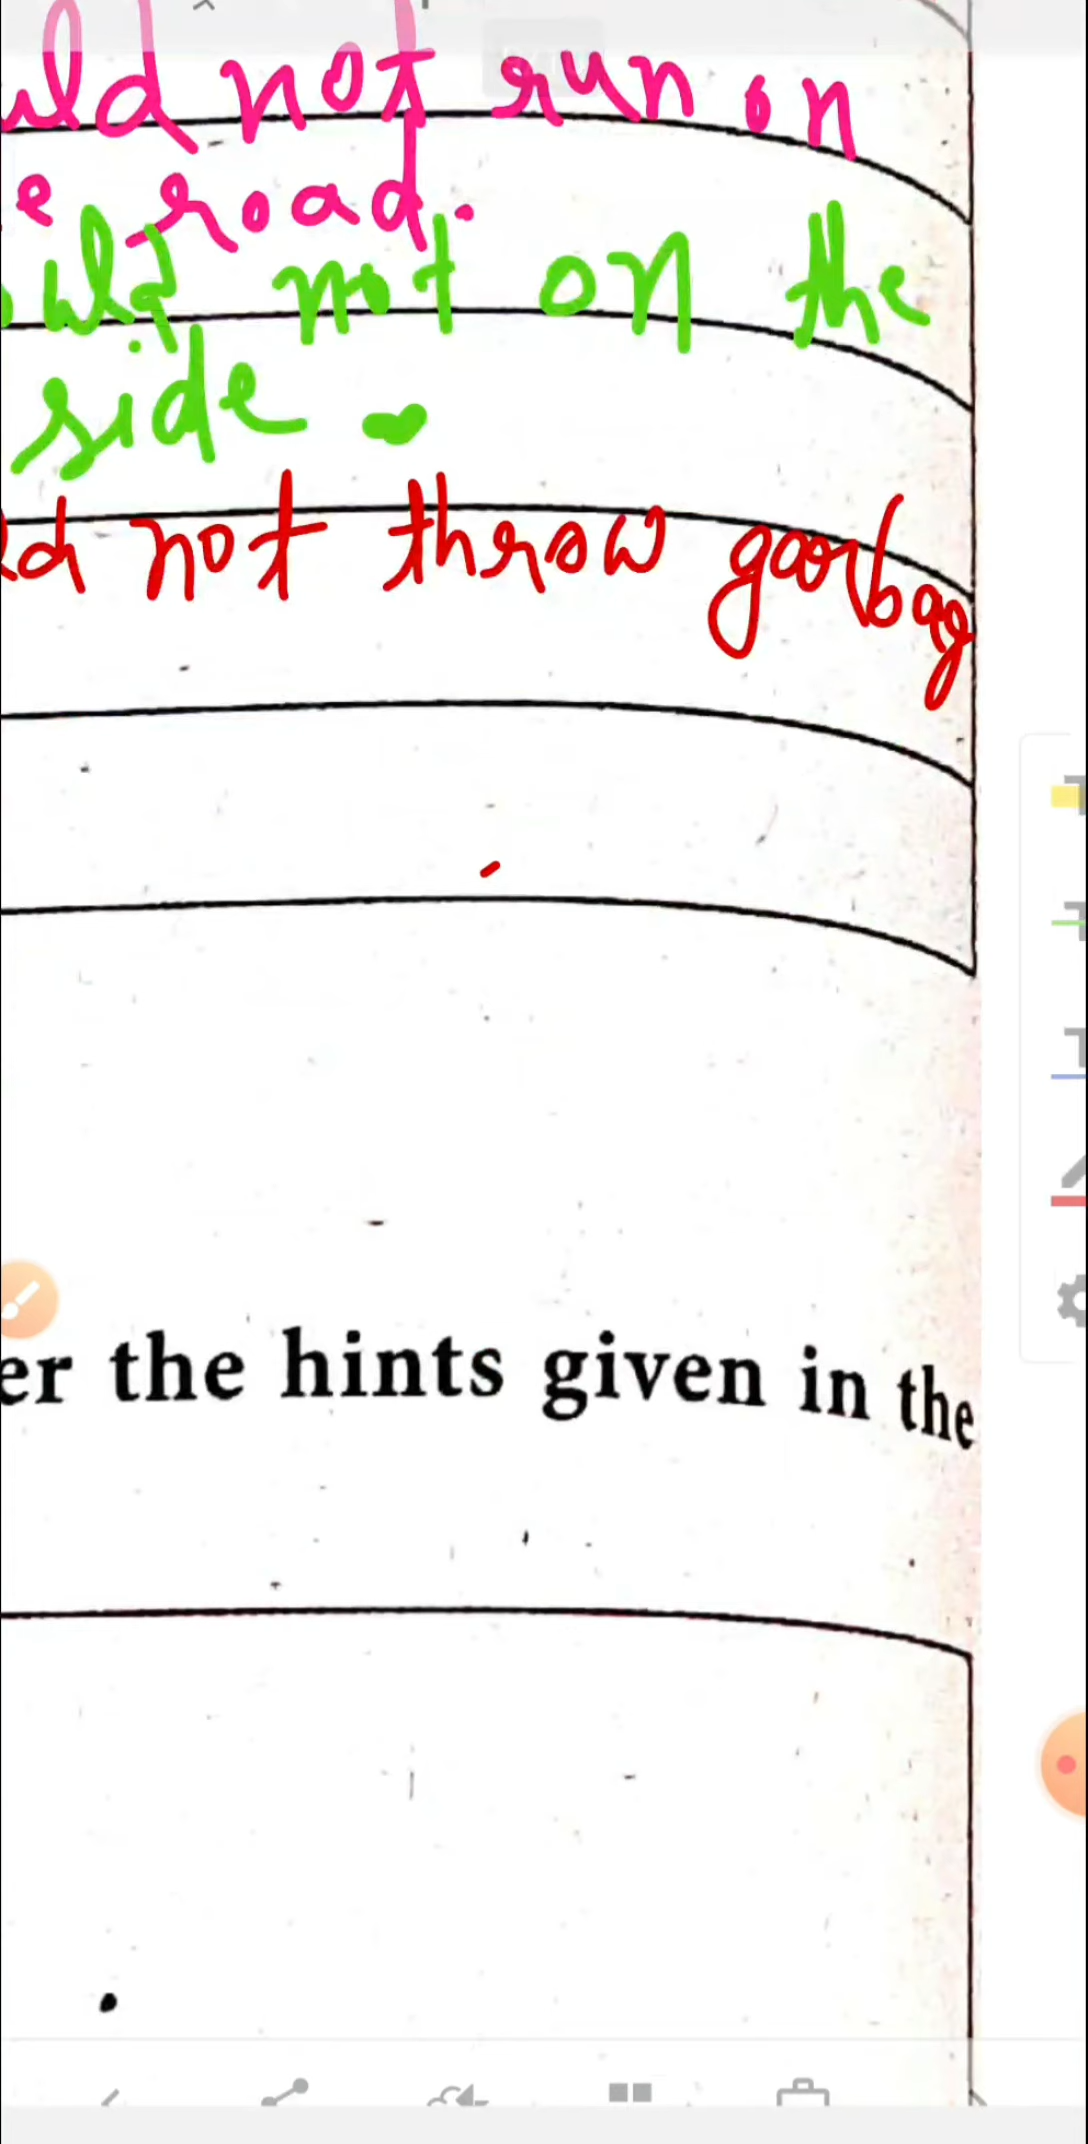 uld not run on
e road.
ould not on the
side.
ld not throw garbag
er the hints given in the